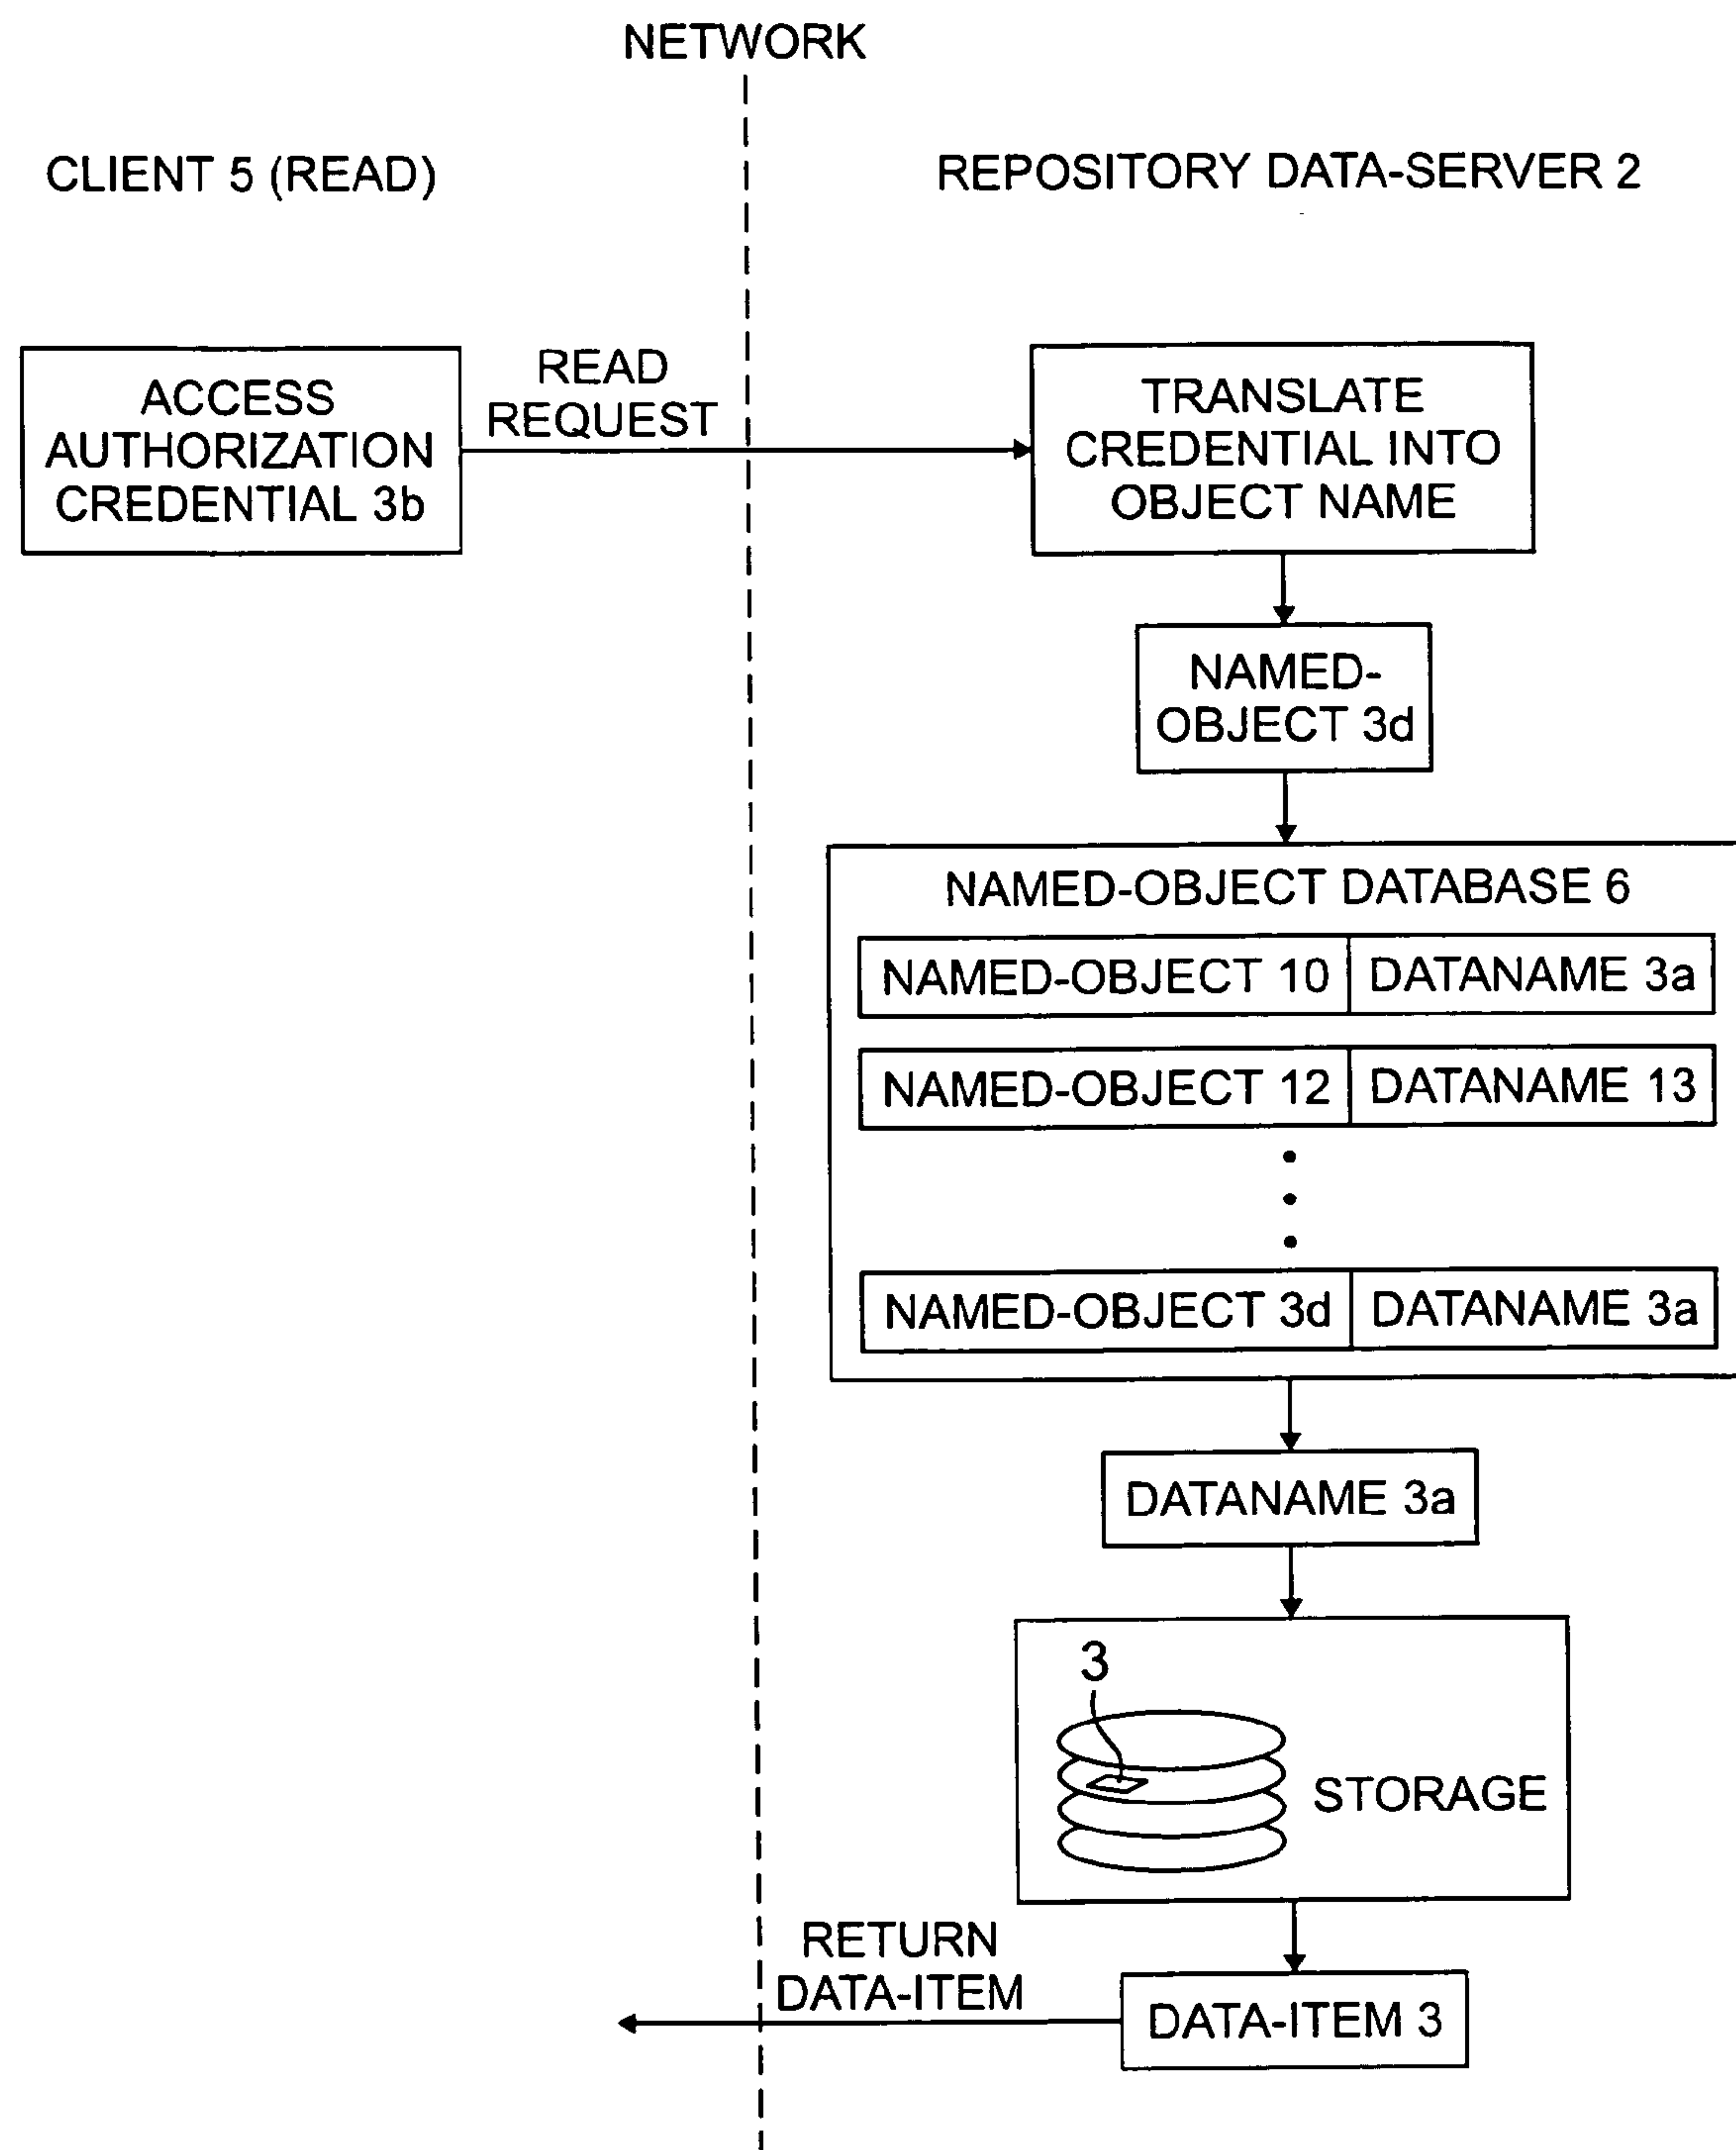 NETWORK
CLIENT 5 (READ)
REPOSITORY DATA-SERVER 2
ACCESS
AUTHORIZATION
CREDENTIAL 3b
READ
REQUEST
TRANSLATE
CREDENTIAL INTO
OBJECT NAME
NAMED-
OBJECT 3d
NAMED-OBJECT DATABASE 6
NAMED-OBJECT 10 DATANAME 3a
NAMED-OBJECT 12 DATANAME 13
NAMED-OBJECT 3d DATANAME 3a
DATANAME 3a
3
STORAGE
RETURN
DATA-ITEM
DATA-ITEM 3